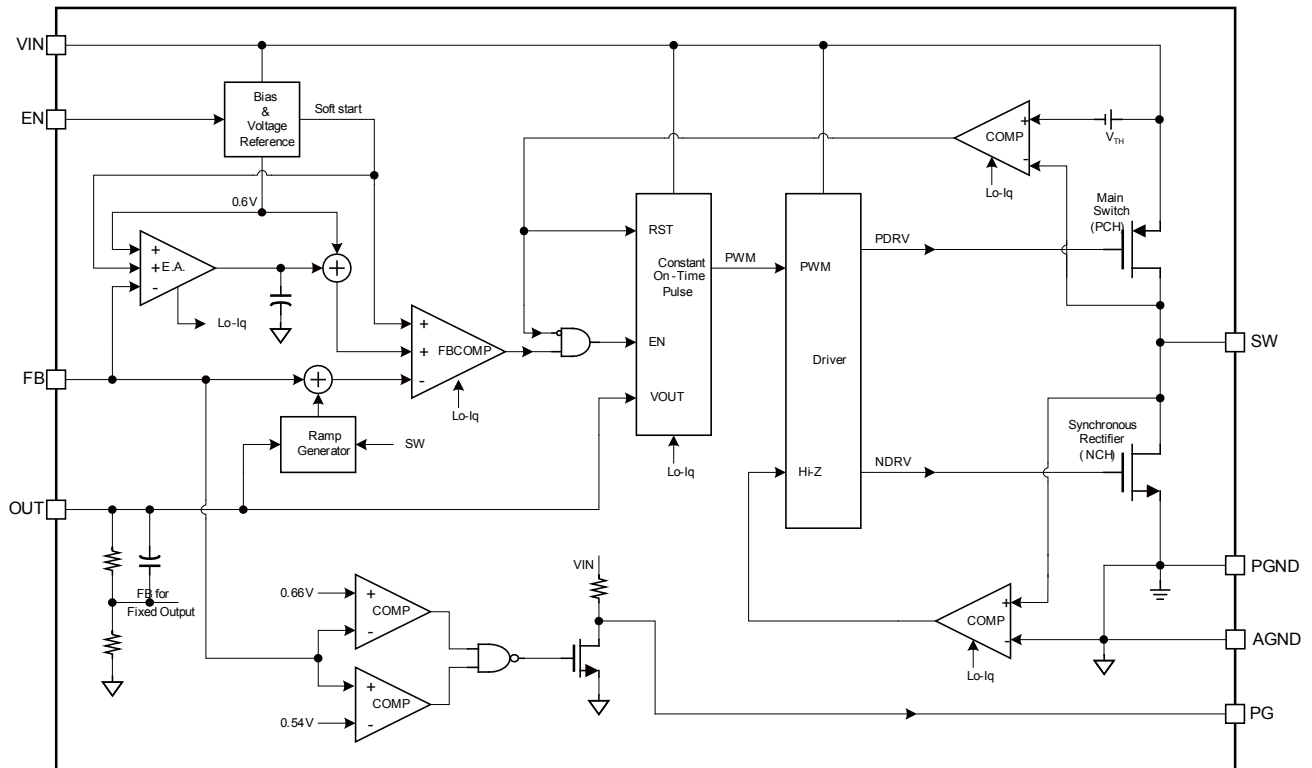 VIN
EN
Bias
&
Voltage
Reference
Soft start
0.6V
+
+
-
E.A.
Lo-Iq
+
+
+
-
FBCOMP
Lo-Iq
FB
+
Ramp
Generator
SW
OUT
FB for
Fixed Output
RST
Constant
On-Time
Pulse
EN
VOUT
Lo-Iq
PWM
PWM
Driver
Hi-Z
PDRV
NDRV
+
-
COMP
Lo-Iq
VTH
Main
Switch
(PCH)
SW
Synchronous
Rectifier
(NCH)
+
-
COMP
Lo-Iq
PGND
AGND
0.66V
+
-
COMP
+
-
COMP
0.54V
VIN
PG